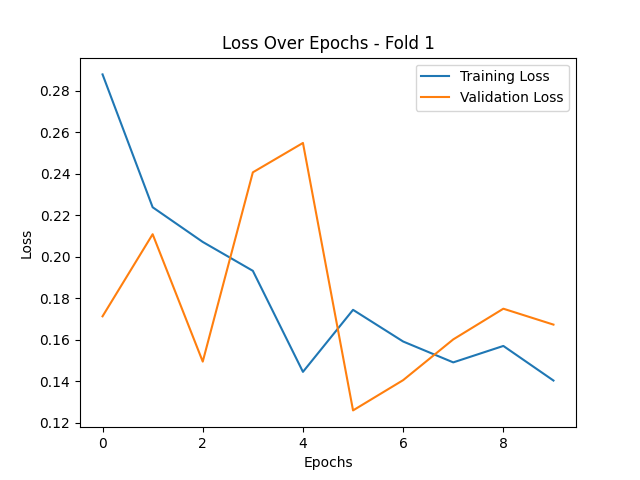 Loss Over Epochs - Fold 1
Training Loss
Validation Loss
0.28
0.26
0.24
0.22
0.20
0.18
0.16
0.14
0.12
Loss
0 2 4 6 8
Epochs